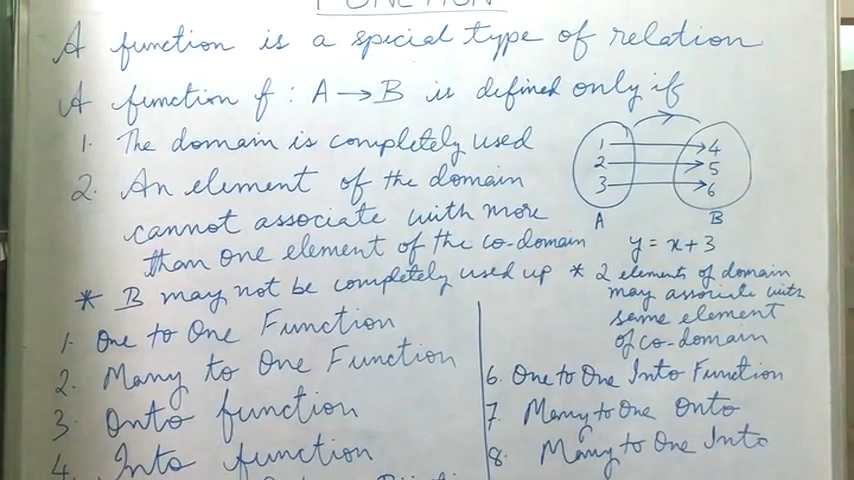 FUNCTION
A function is a special type of relation
A function f : A → B is defined only if
1. The domain is completely used
2. An element of the domain
cannot associate with more
than one element of the co-domain
* B may not be completely used up
1 2 3
A
4 5 6
B
y = x + 3
* 2 elements of domain
may associate with
same element
of co-domain
1. One to One Function
2. Many to One Function
3. Onto function
4. Into function
6. One to One Into Function
7. Many to One Onto
8. Many to One Into